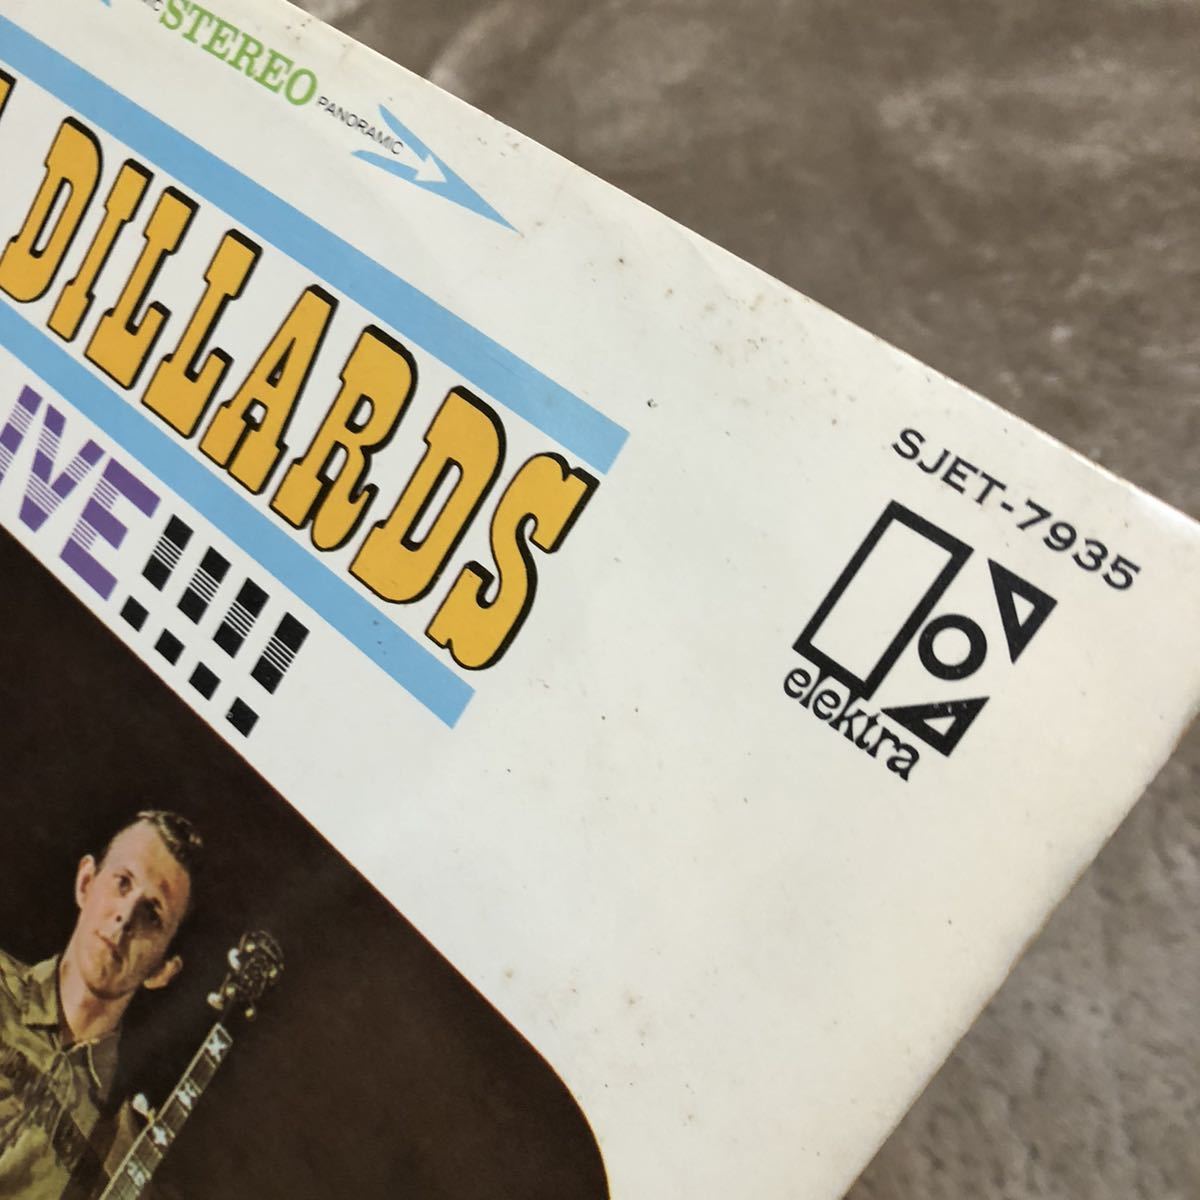 STEREO
PANORAMIC
DILLARDS
IVE!!!!
SJET-7935
elektra